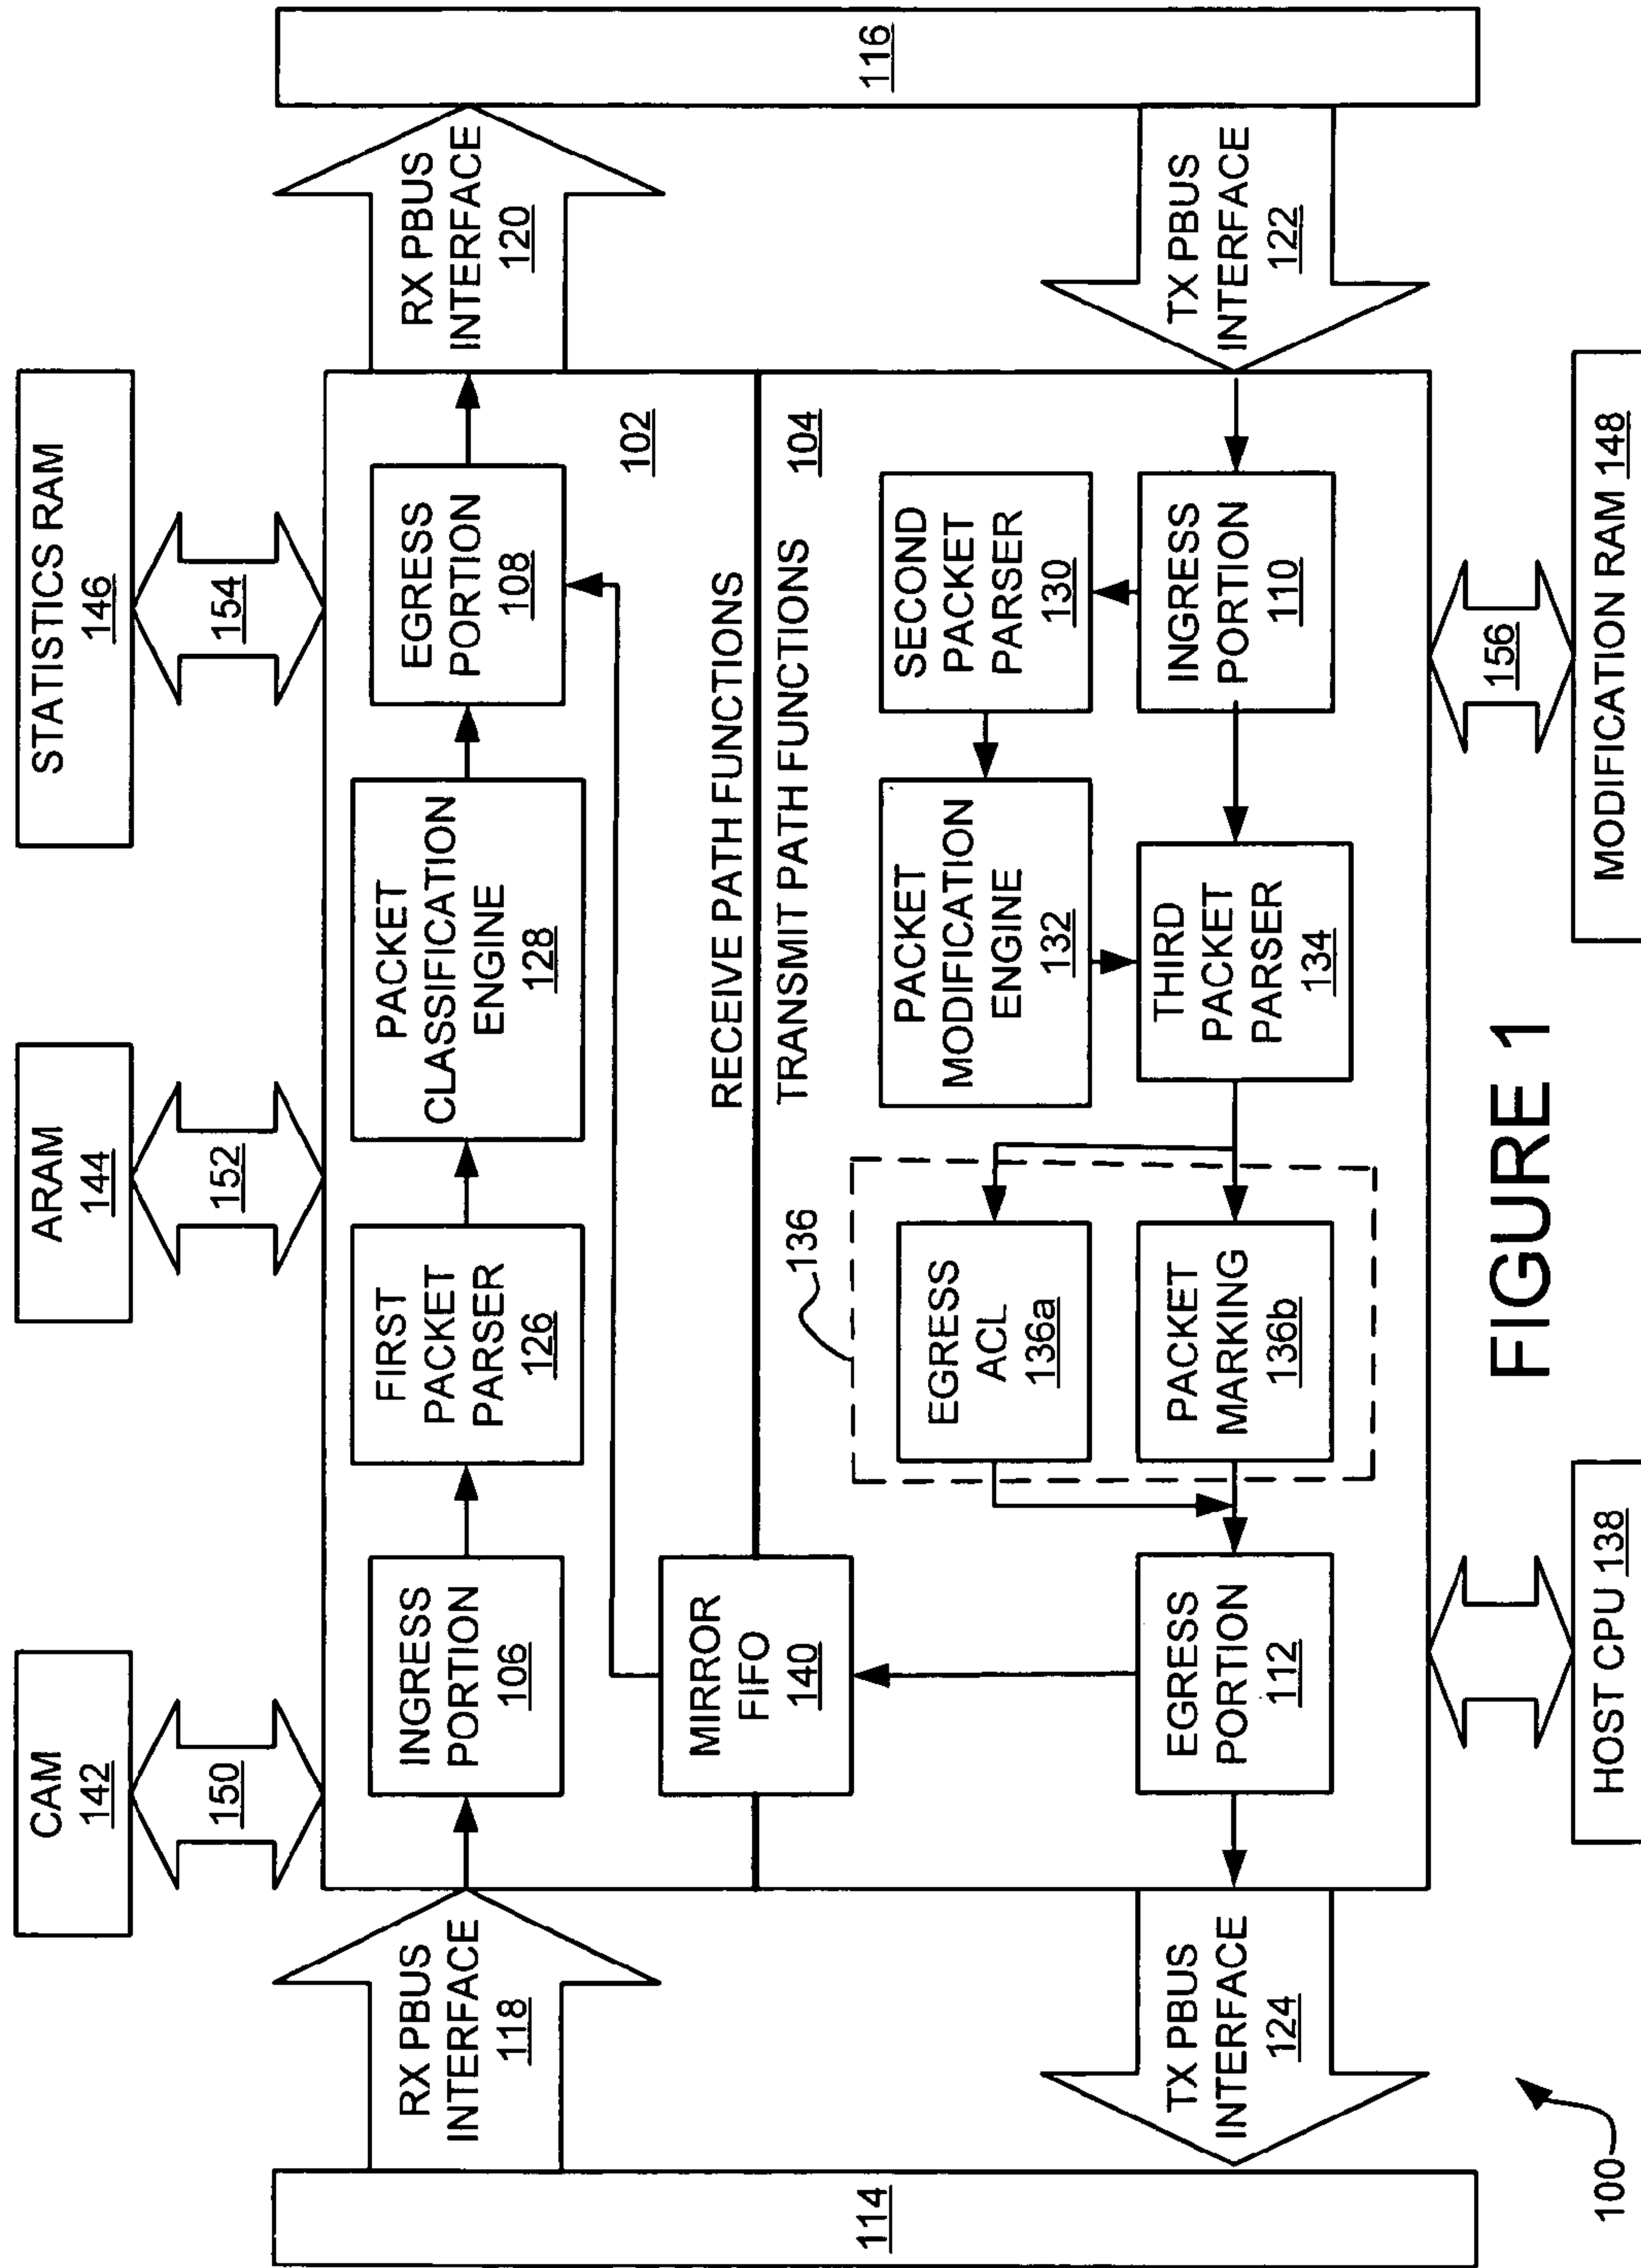 CAM
142
ARAM
144
STATISTICS RAM
146
150
152
154
RX PBUS
INTERFACE
118
INGRESS
PORTION
106
FIRST
PACKET
PARSER
126
PACKET
CLASSIFICATION
ENGINE
128
EGRESS
PORTION
108
RX PBUS
INTERFACE
120
102
114
116
MIRROR
FIFO
140
RECEIVE PATH FUNCTIONS
TRANSMIT PATH FUNCTIONS
104
136
EGRESS
ACL
136a
PACKET
MODIFICATION
ENGINE
132
SECOND
PACKET
PARSER
130
TX PBUS
INTERFACE
124
EGRESS
PORTION
112
PACKET
MARKING
136b
THIRD
PACKET
PARSER
134
INGRESS
PORTION
110
TX PBUS
INTERFACE
122
156
HOST CPU 138
MODIFICATION RAM 148
100
FIGURE 1